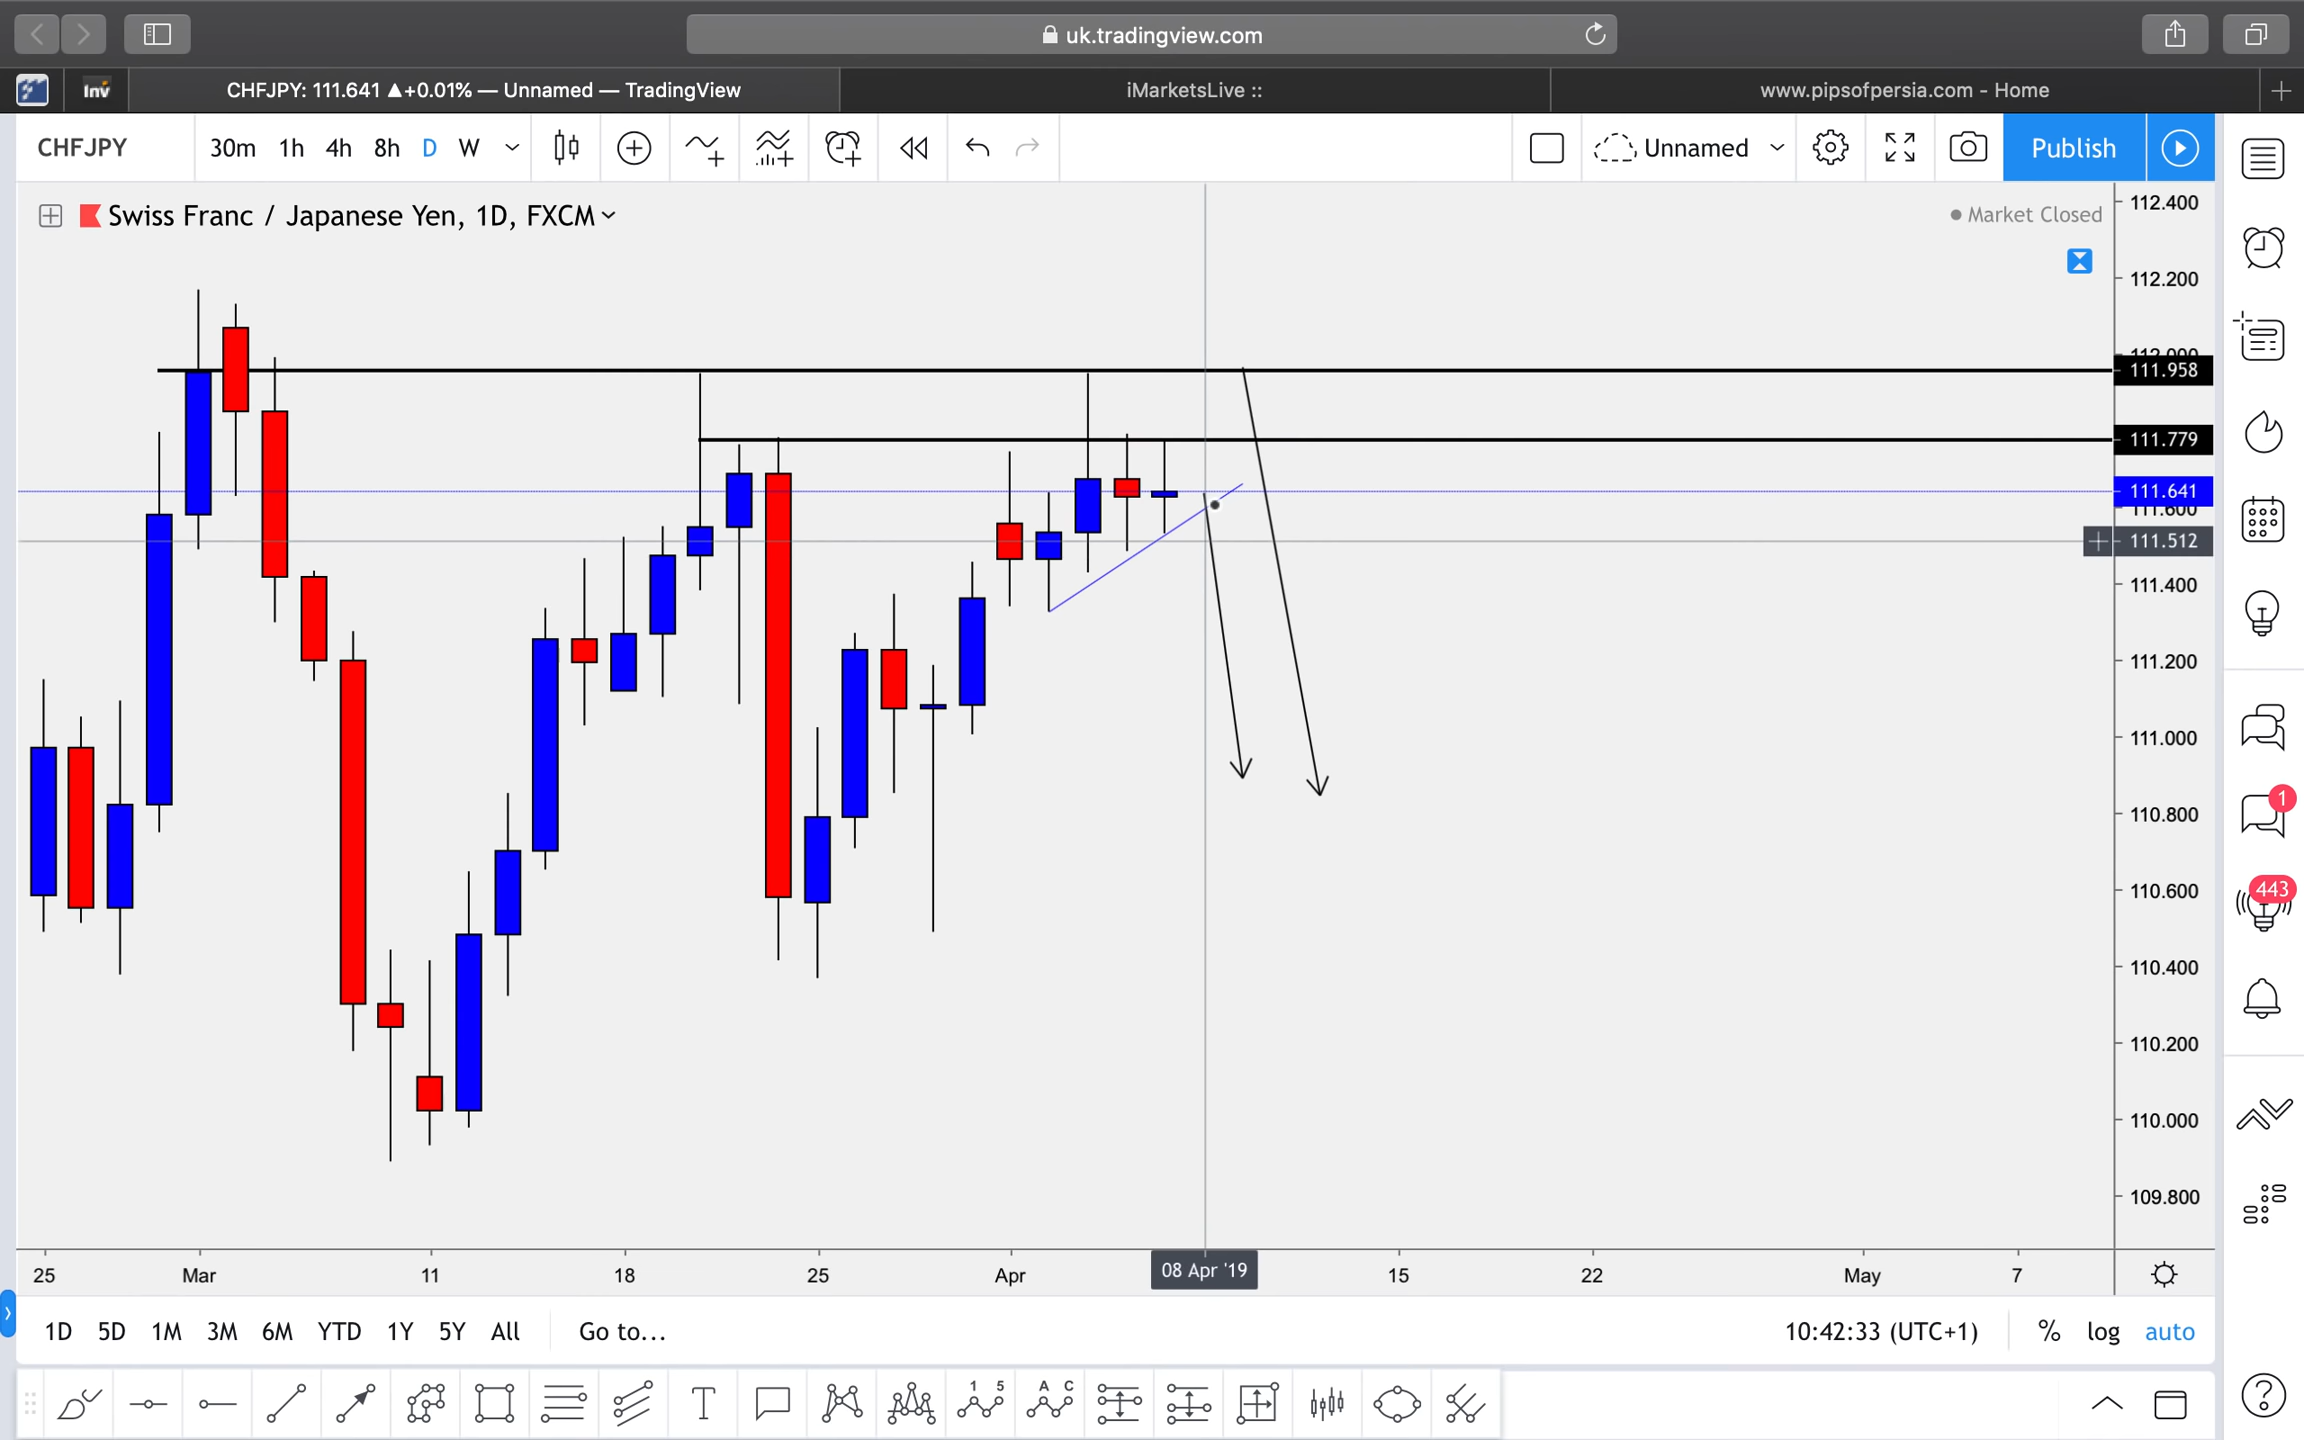 uk.tradingview.com
Inv
CHFJPY: 111.641 ▲+0.01% — Unnamed — TradingView
iMarketsLive ::
www.pipsofpersia.com - Home
CHFJPY
30m 1h 4h 8h D W
Unnamed
Publish
Swiss Franc / Japanese Yen, 1D, FXCM
Market Closed
112.400
112.200
112.000
111.958
111.779
111.641
111.600
111.512
111.400
111.200
111.000
110.800
110.600
110.400
110.200
110.000
109.800
1
443
25 Mar 11 18 25 Apr 08 Apr '19 15 22 May 7
1D 5D 1M 3M 6M YTD 1Y 5Y All Go to... 10:42:33 (UTC+1) % log auto
T
1 5
A C
?